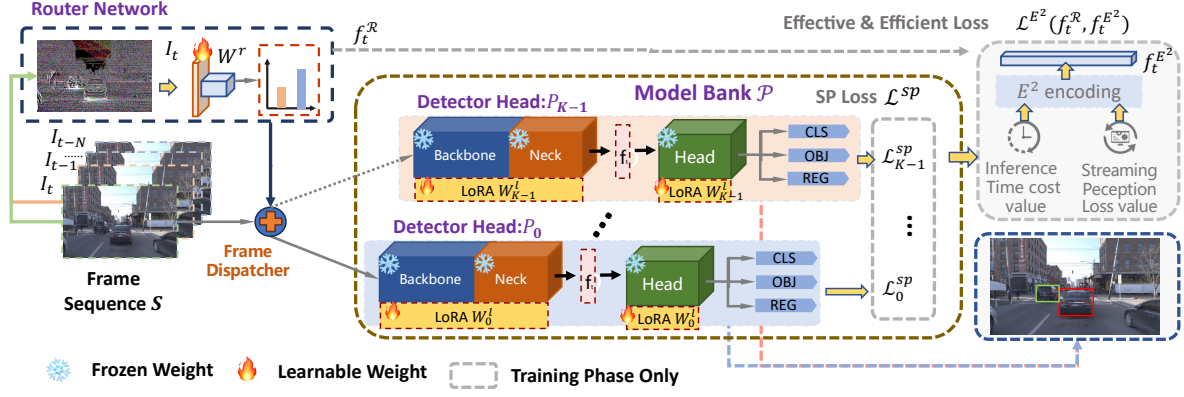 Router Network
I_t
W^r
f_t^ℛ
Effective & Efficient Loss
ℒ^{E^2}(f_t^ℛ, f_t^{E^2})
f_t^{E^2}
E^2 encoding
Inference
Time cost
value
Streaming
Peception
Loss value
I_{t-N}
......
I_{t-1}
I_t
Frame
Sequence S
Frame
Dispatcher
Model Bank 𝒫
SP Loss ℒ^{sp}
Detector Head:P_{K-1}
Backbone
Neck
f
Head
CLS
OBJ
REG
LoRA W_{K-1}^l
LoRA W_{K-1}^l
ℒ_{K-1}^{sp}
Detector Head:P_0
Backbone
Neck
f
Head
CLS
OBJ
REG
LoRA W_0^l
LoRA W_0^l
ℒ_0^{sp}
Frozen Weight
Learnable Weight
Training Phase Only